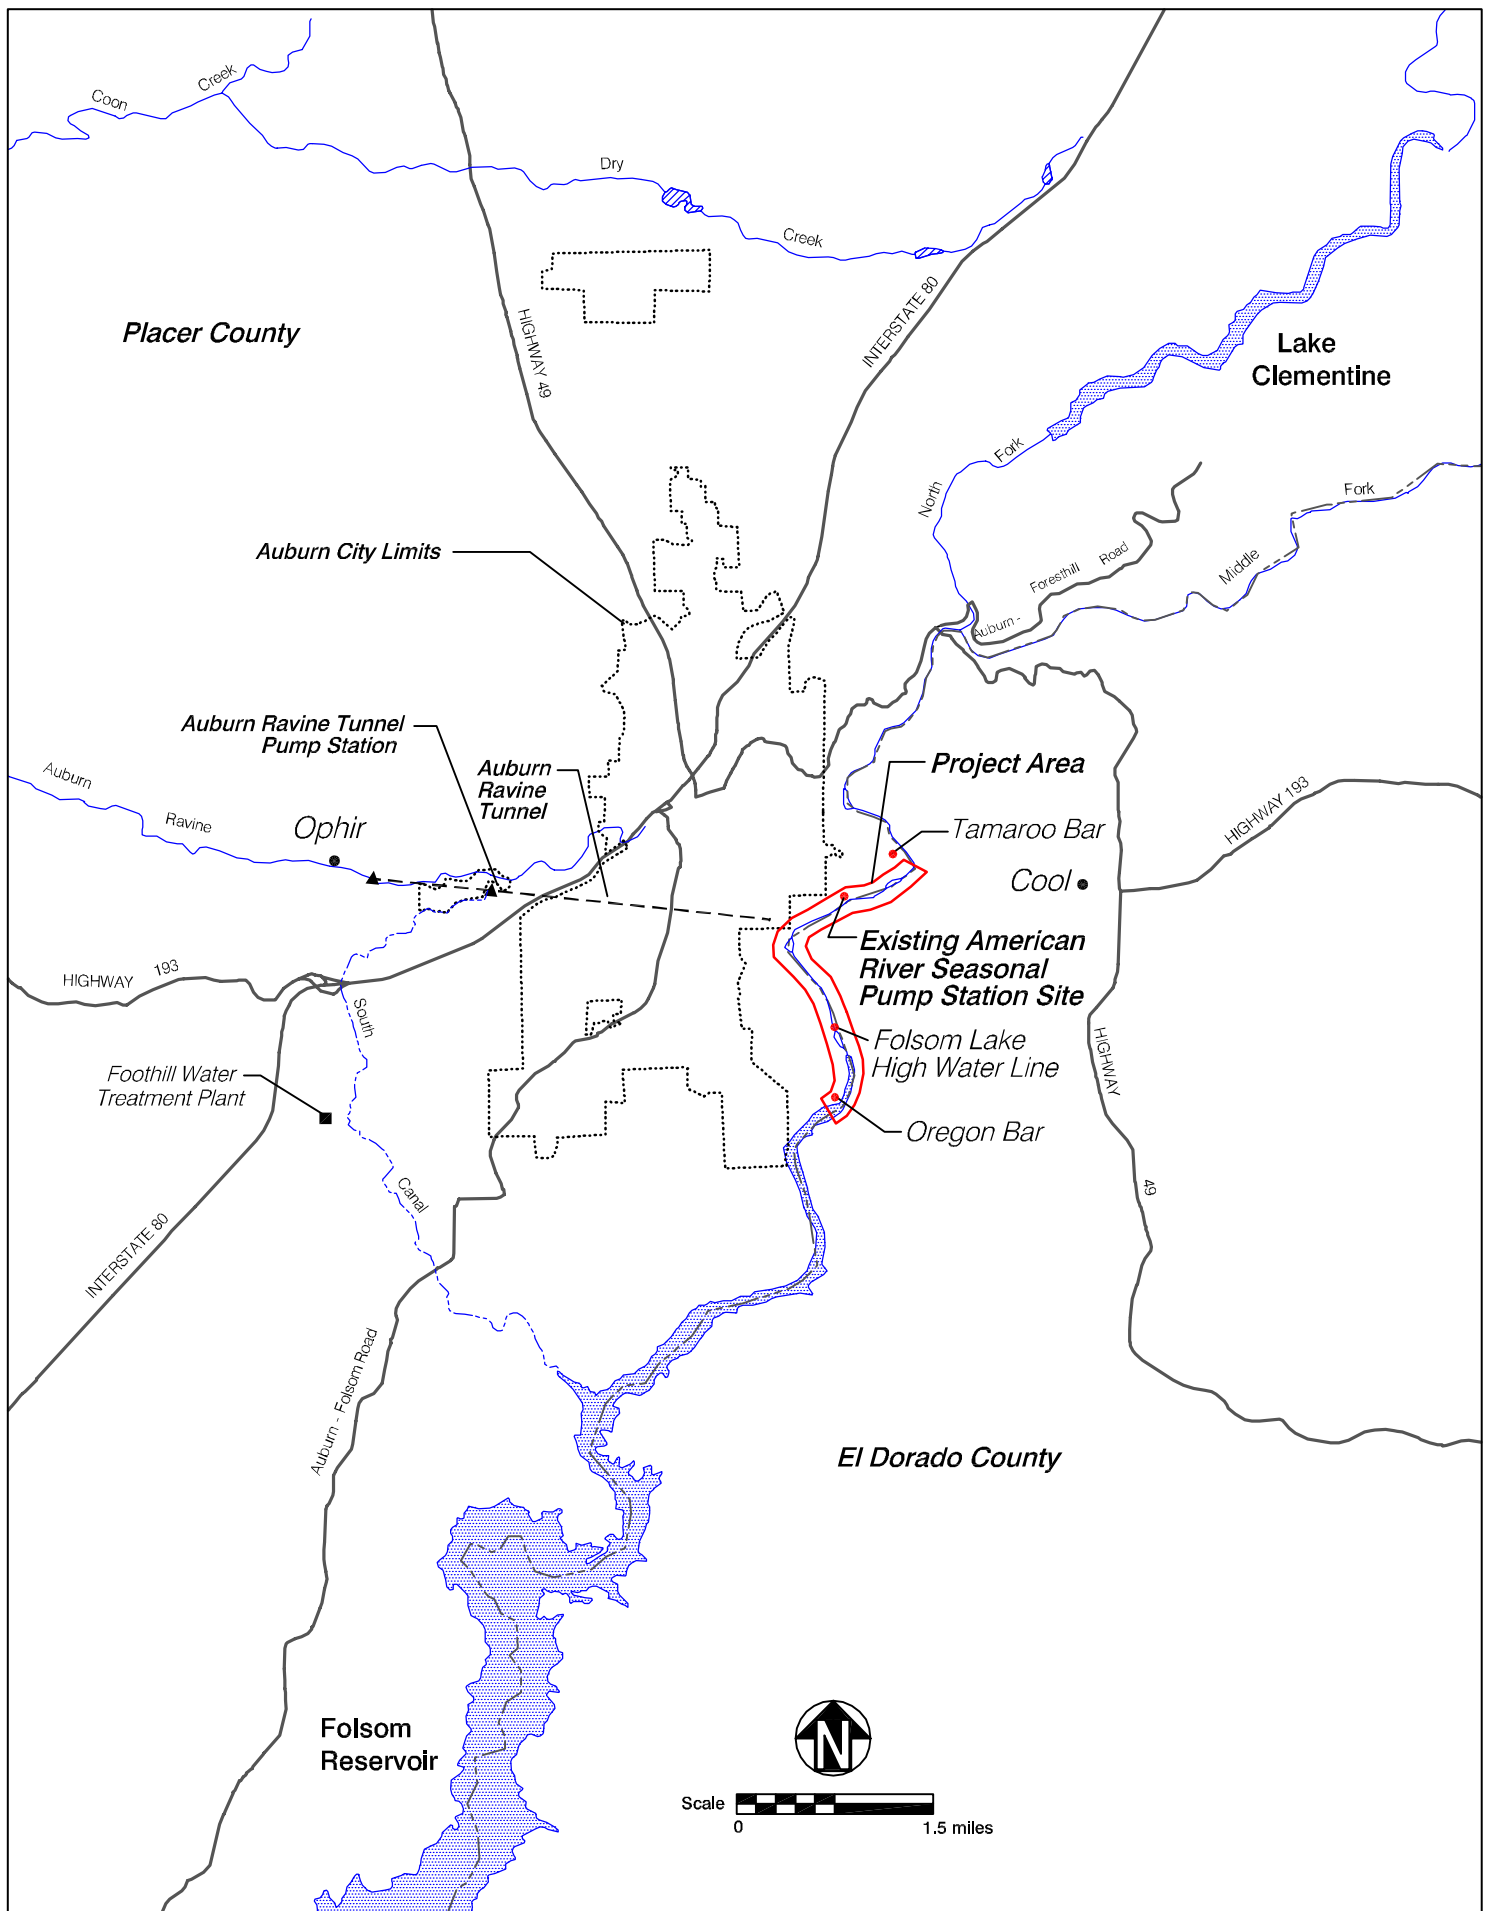 Coon
Creek
Dry
Creek
Placer County
HIGHWAY 49
INTERSTATE 80
Lake
Clementine
North
Fork
Fork
Middle
Auburn -
Foresthill
Road
Auburn City Limits
Auburn Ravine Tunnel
Pump Station
Auburn
Ravine
Tunnel
Auburn
Ravine
Ophir
Project Area
Tamaroo Bar
Cool
HIGHWAY 193
Existing American
River Seasonal
Pump Station Site
HIGHWAY
193
South
Folsom Lake
High Water Line
HIGHWAY
49
Foothill Water
Treatment Plant
Oregon Bar
Canal
INTERSTATE 80
Auburn - Folsom Road
El Dorado County
Folsom
Reservoir
N
Scale
0
1.5 miles